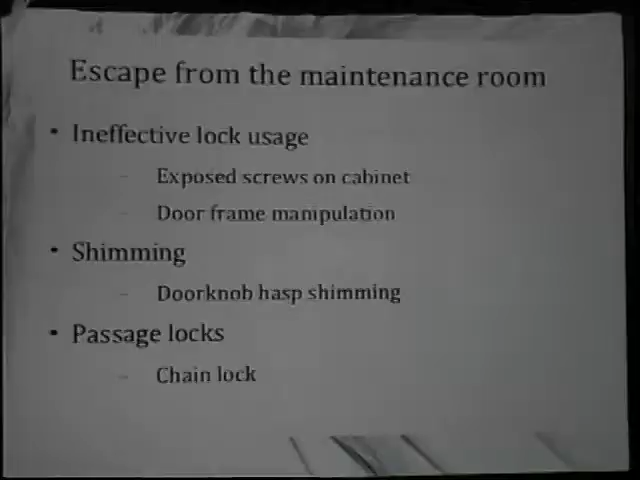 Escape from the maintenance room
• Ineffective lock usage
– Exposed screws on cabinet
– Door frame manipulation
• Shimming
– Doorknob hasp shimming
• Passage locks
– Chain lock